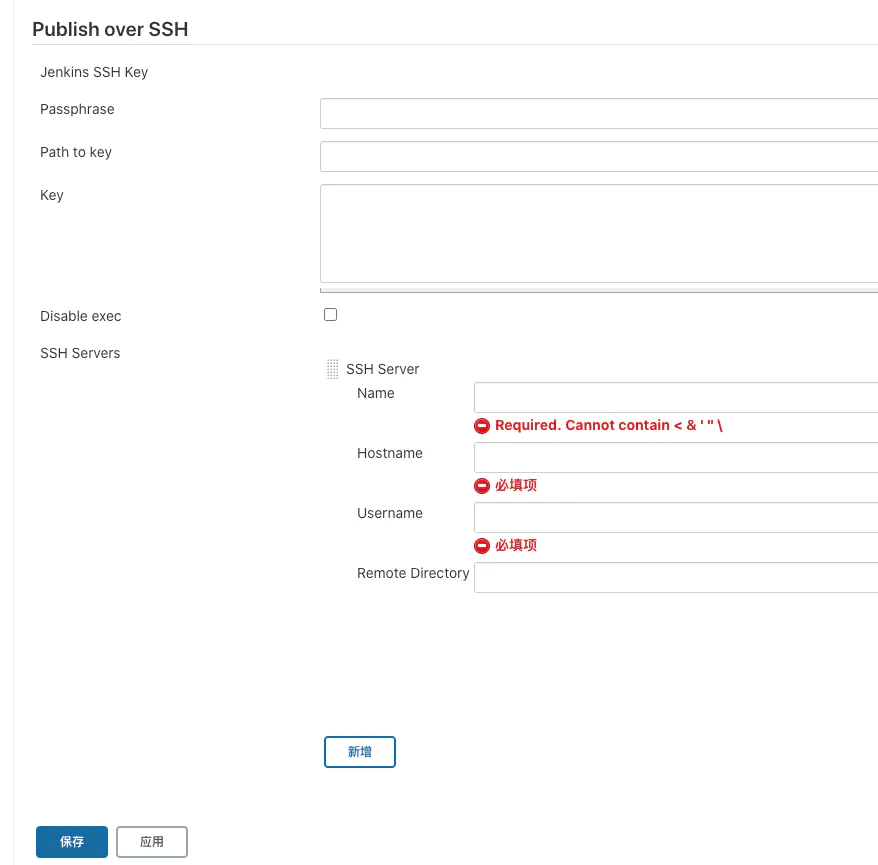 Publish over SSH
Jenkins SSH Key
Passphrase
Path to key
Key
Disable exec
SSH Servers
SSH Server
Name
Required. Cannot contain < & ' " \
Hostname
必填项
Username
必填项
Remote Directory
新增
保存 应用